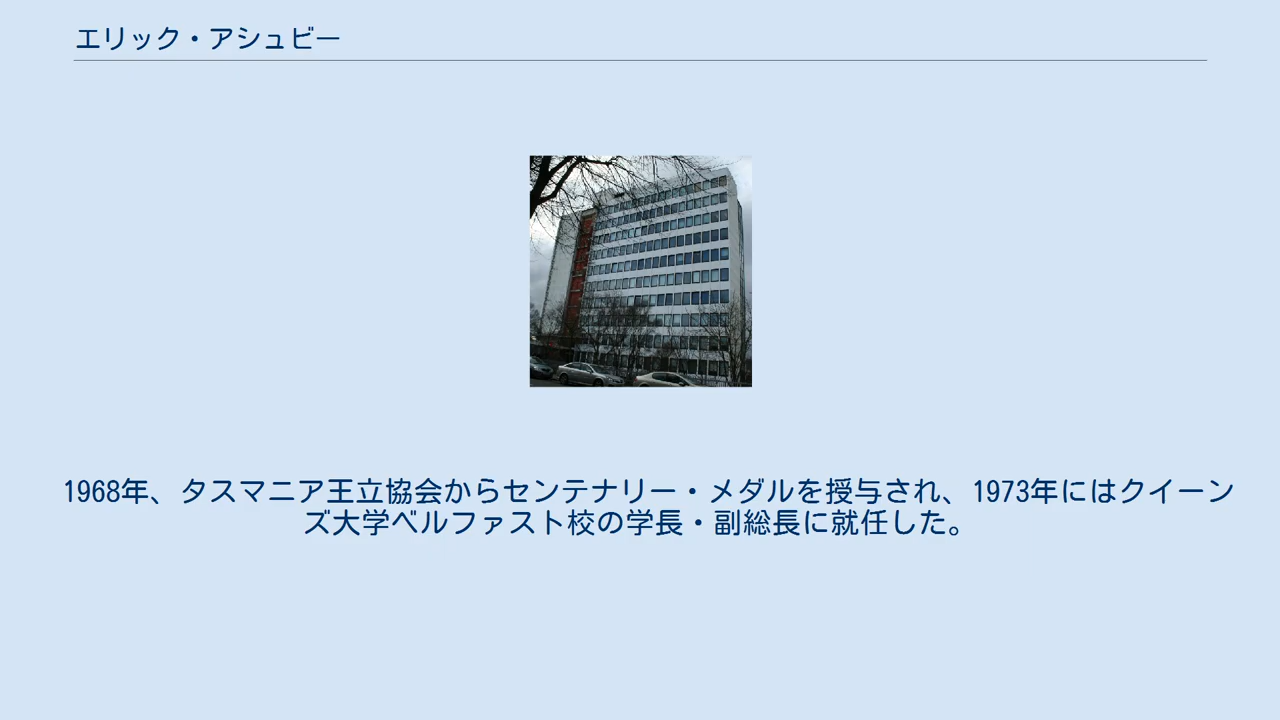 エリック・アシュビー
1968年、タスマニア王立協会からセンテナリー・メダルを授与され、1973年にはクイーン
ズ大学ベルファスト校の学長・副総長に就任した。